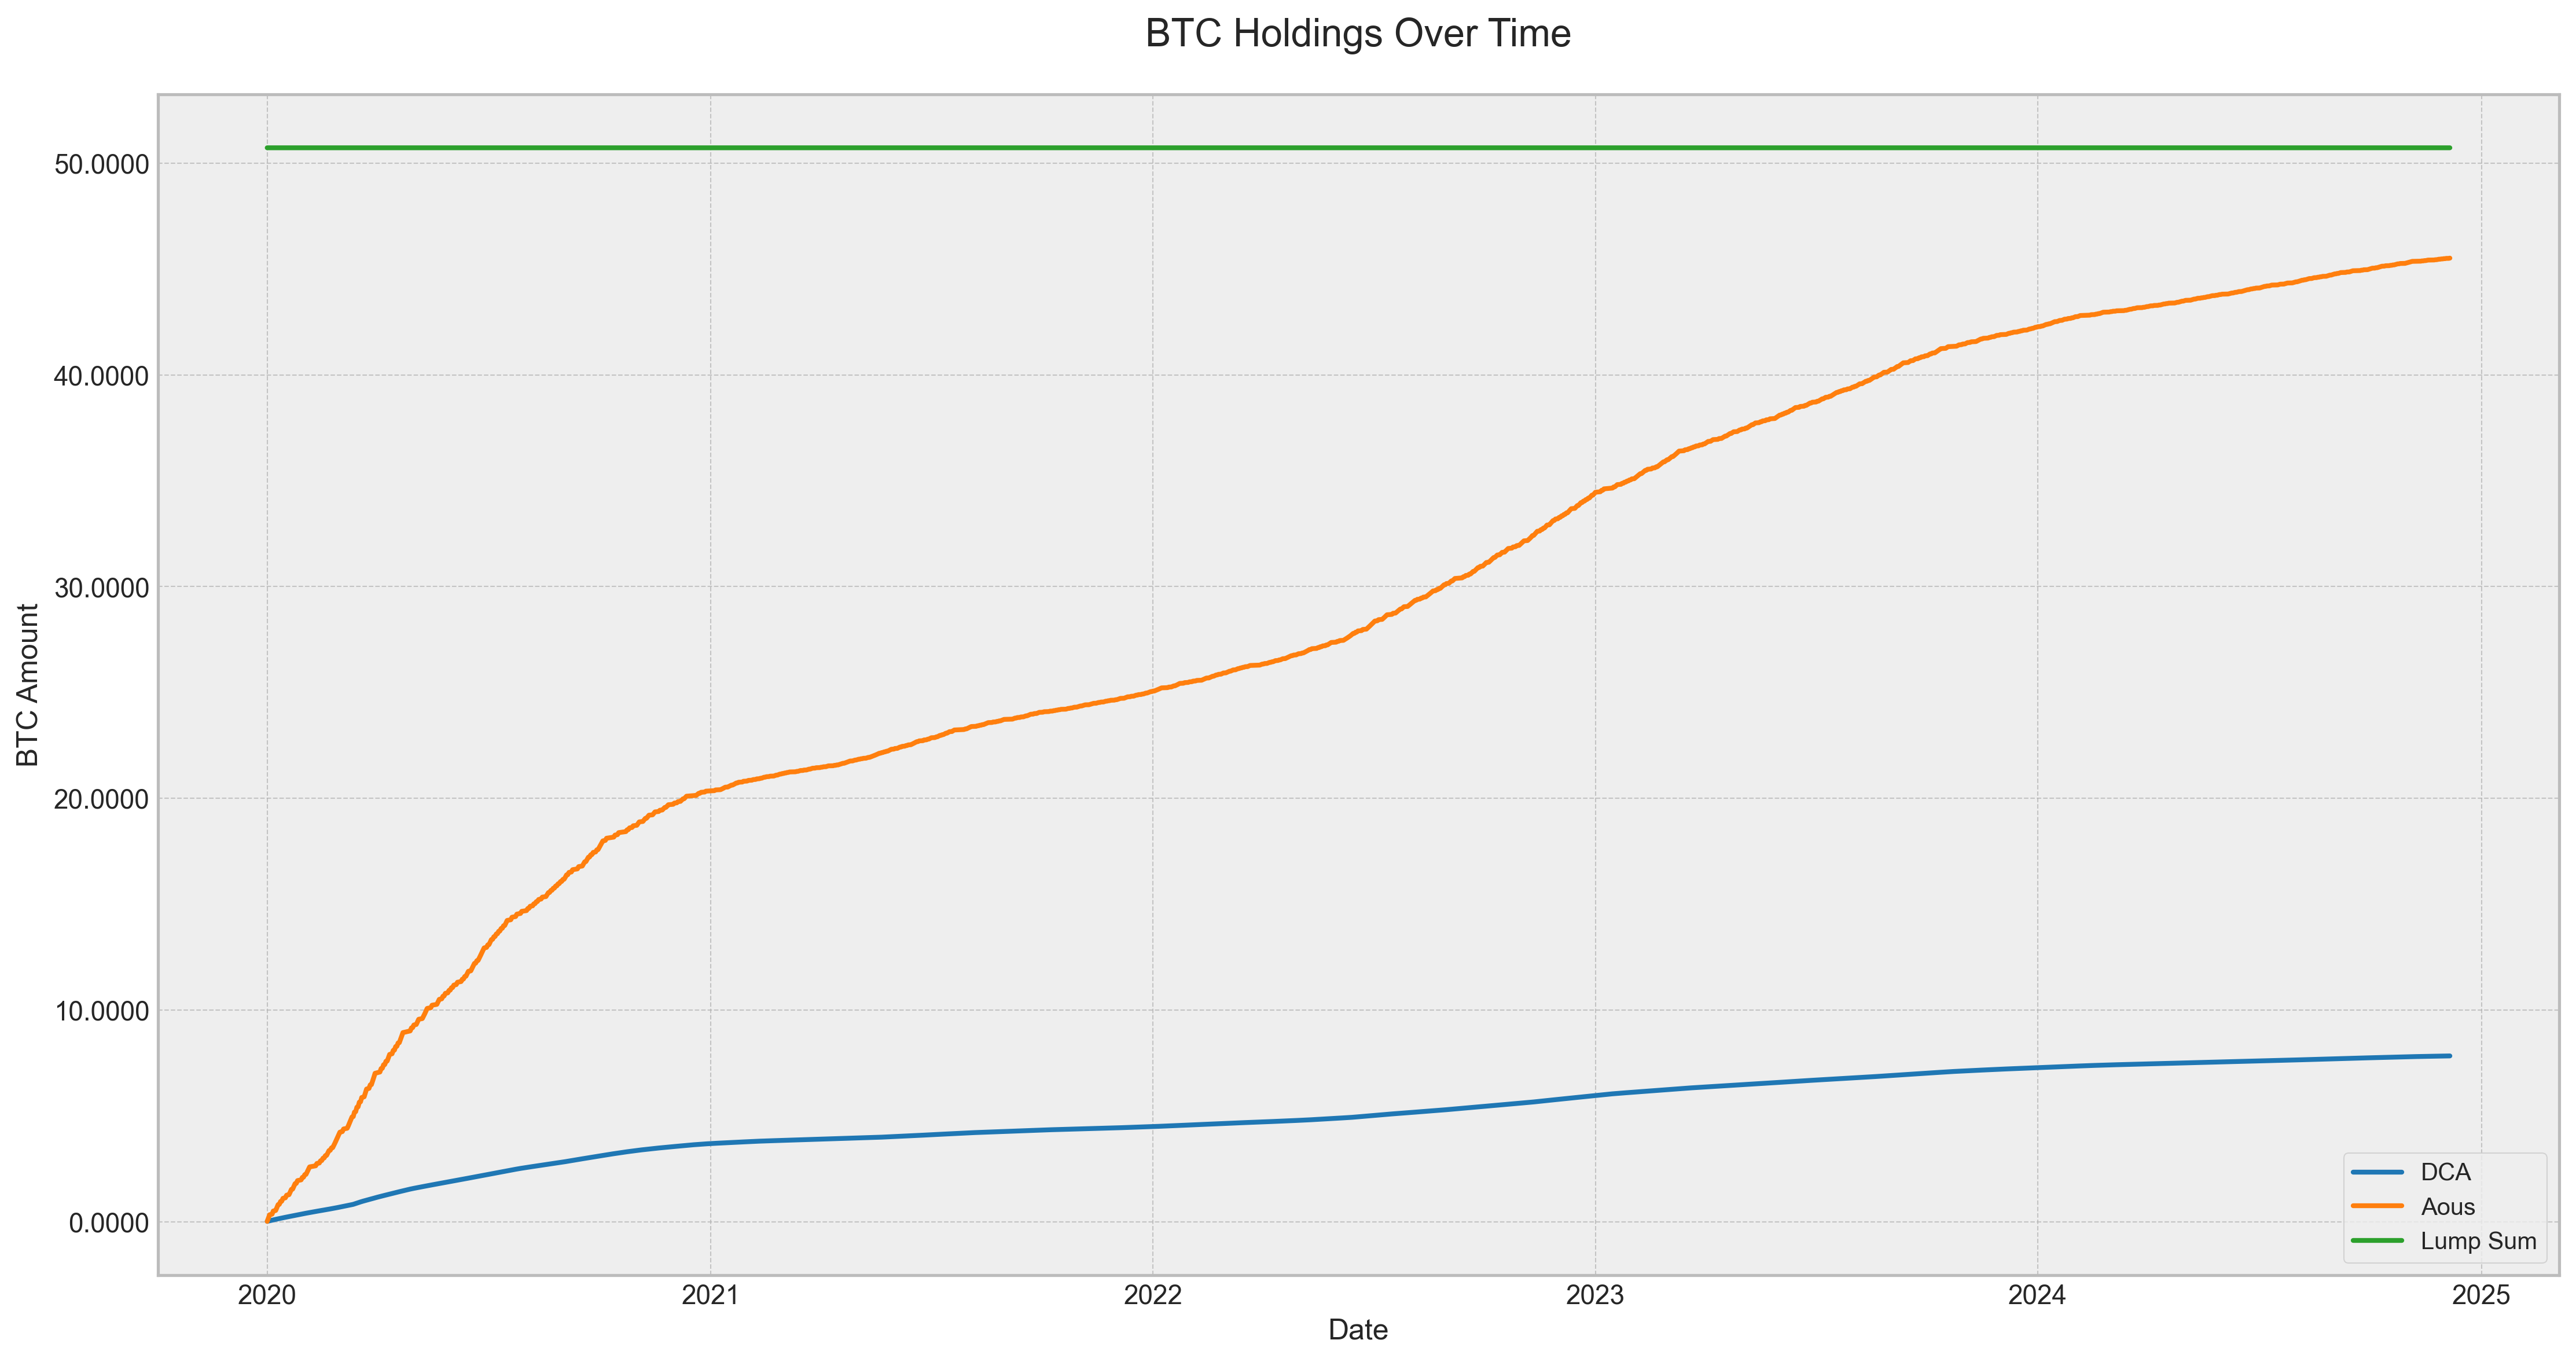 BTC Holdings Over Time
BTC Amount
50.0000
40.0000
30.0000
20.0000
10.0000
0.0000
2020 2021 2022 2023 2024 2025
Date
DCA
Aous
Lump Sum